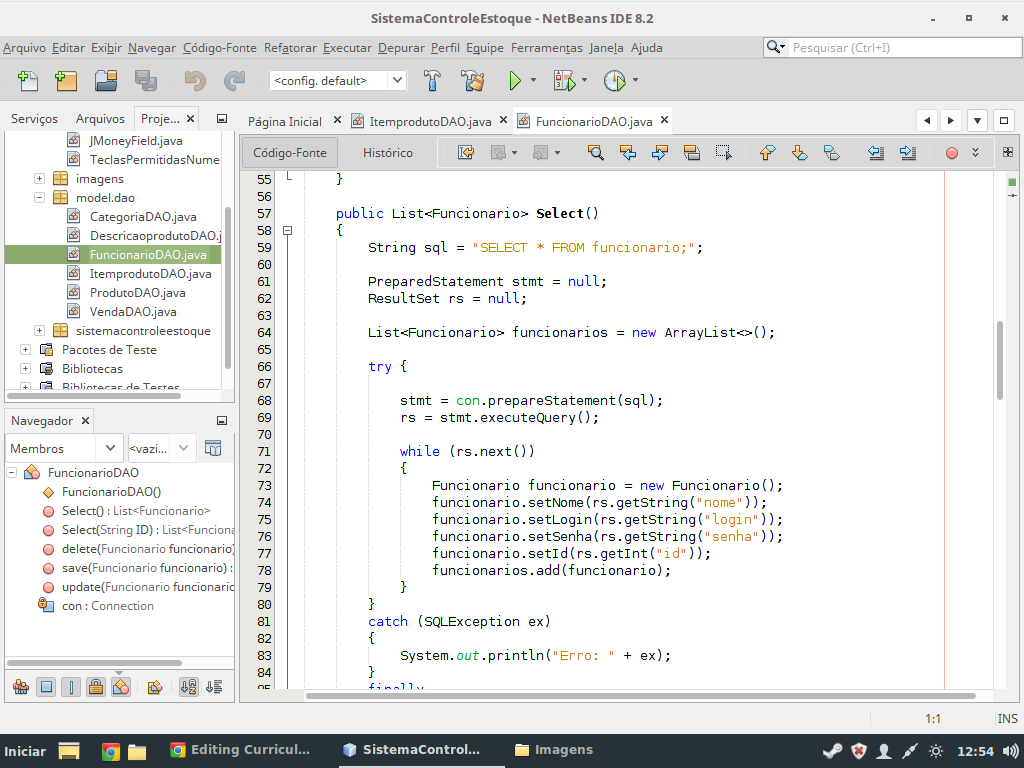 SistemaControleEstoque - NetBeans IDE 8.2
Arquivo Editar Exibir Navegar Código-Fonte Refatorar Executar Depurar Perfil Equipe Ferramentas Janela Ajuda
Pesquisar (Ctrl+I)
<config. default>
Serviços Arquivos Proje...
Página Inicial ItemprodutoDAO.java FuncionarioDAO.java
Código-Fonte Histórico
JMoneyField.java
TeclasPermitidasNume
imagens
model.dao
CategoriaDAO.java
DescricaoprodutoDAO.j
FuncionarioDAO.java
ItemprodutoDAO.java
ProdutoDAO.java
VendaDAO.java
sistemacontroleestoque
Pacotes de Teste
Bibliotecas
Bibliotecas de Testes
Navegador
Membros <vazi...
FuncionarioDAO
FuncionarioDAO()
Select() : List<Funcionario>
Select(String ID) : List<Funciona
delete(Funcionario funcionario)
save(Funcionario funcionario) :
update(Funcionario funcionario
con : Connection
55 }
56
57 public List<Funcionario> Select()
58 {
59 String sql = "SELECT * FROM funcionario;";
60
61 PreparedStatement stmt = null;
62 ResultSet rs = null;
63
64 List<Funcionario> funcionarios = new ArrayList<>();
65
66 try {
67
68 stmt = con.prepareStatement(sql);
69 rs = stmt.executeQuery();
70
71 while (rs.next())
72 {
73 Funcionario funcionario = new Funcionario();
74 funcionario.setNome(rs.getString("nome"));
75 funcionario.setLogin(rs.getString("login"));
76 funcionario.setSenha(rs.getString("senha"));
77 funcionario.setId(rs.getInt("id"));
78 funcionarios.add(funcionario);
79 }
80 }
81 catch (SQLException ex)
82 {
83 System.out.println("Erro: " + ex);
84 }
85 finally
1:1 INS
Iniciar Editing Curricul... SistemaControl... Imagens 12:54